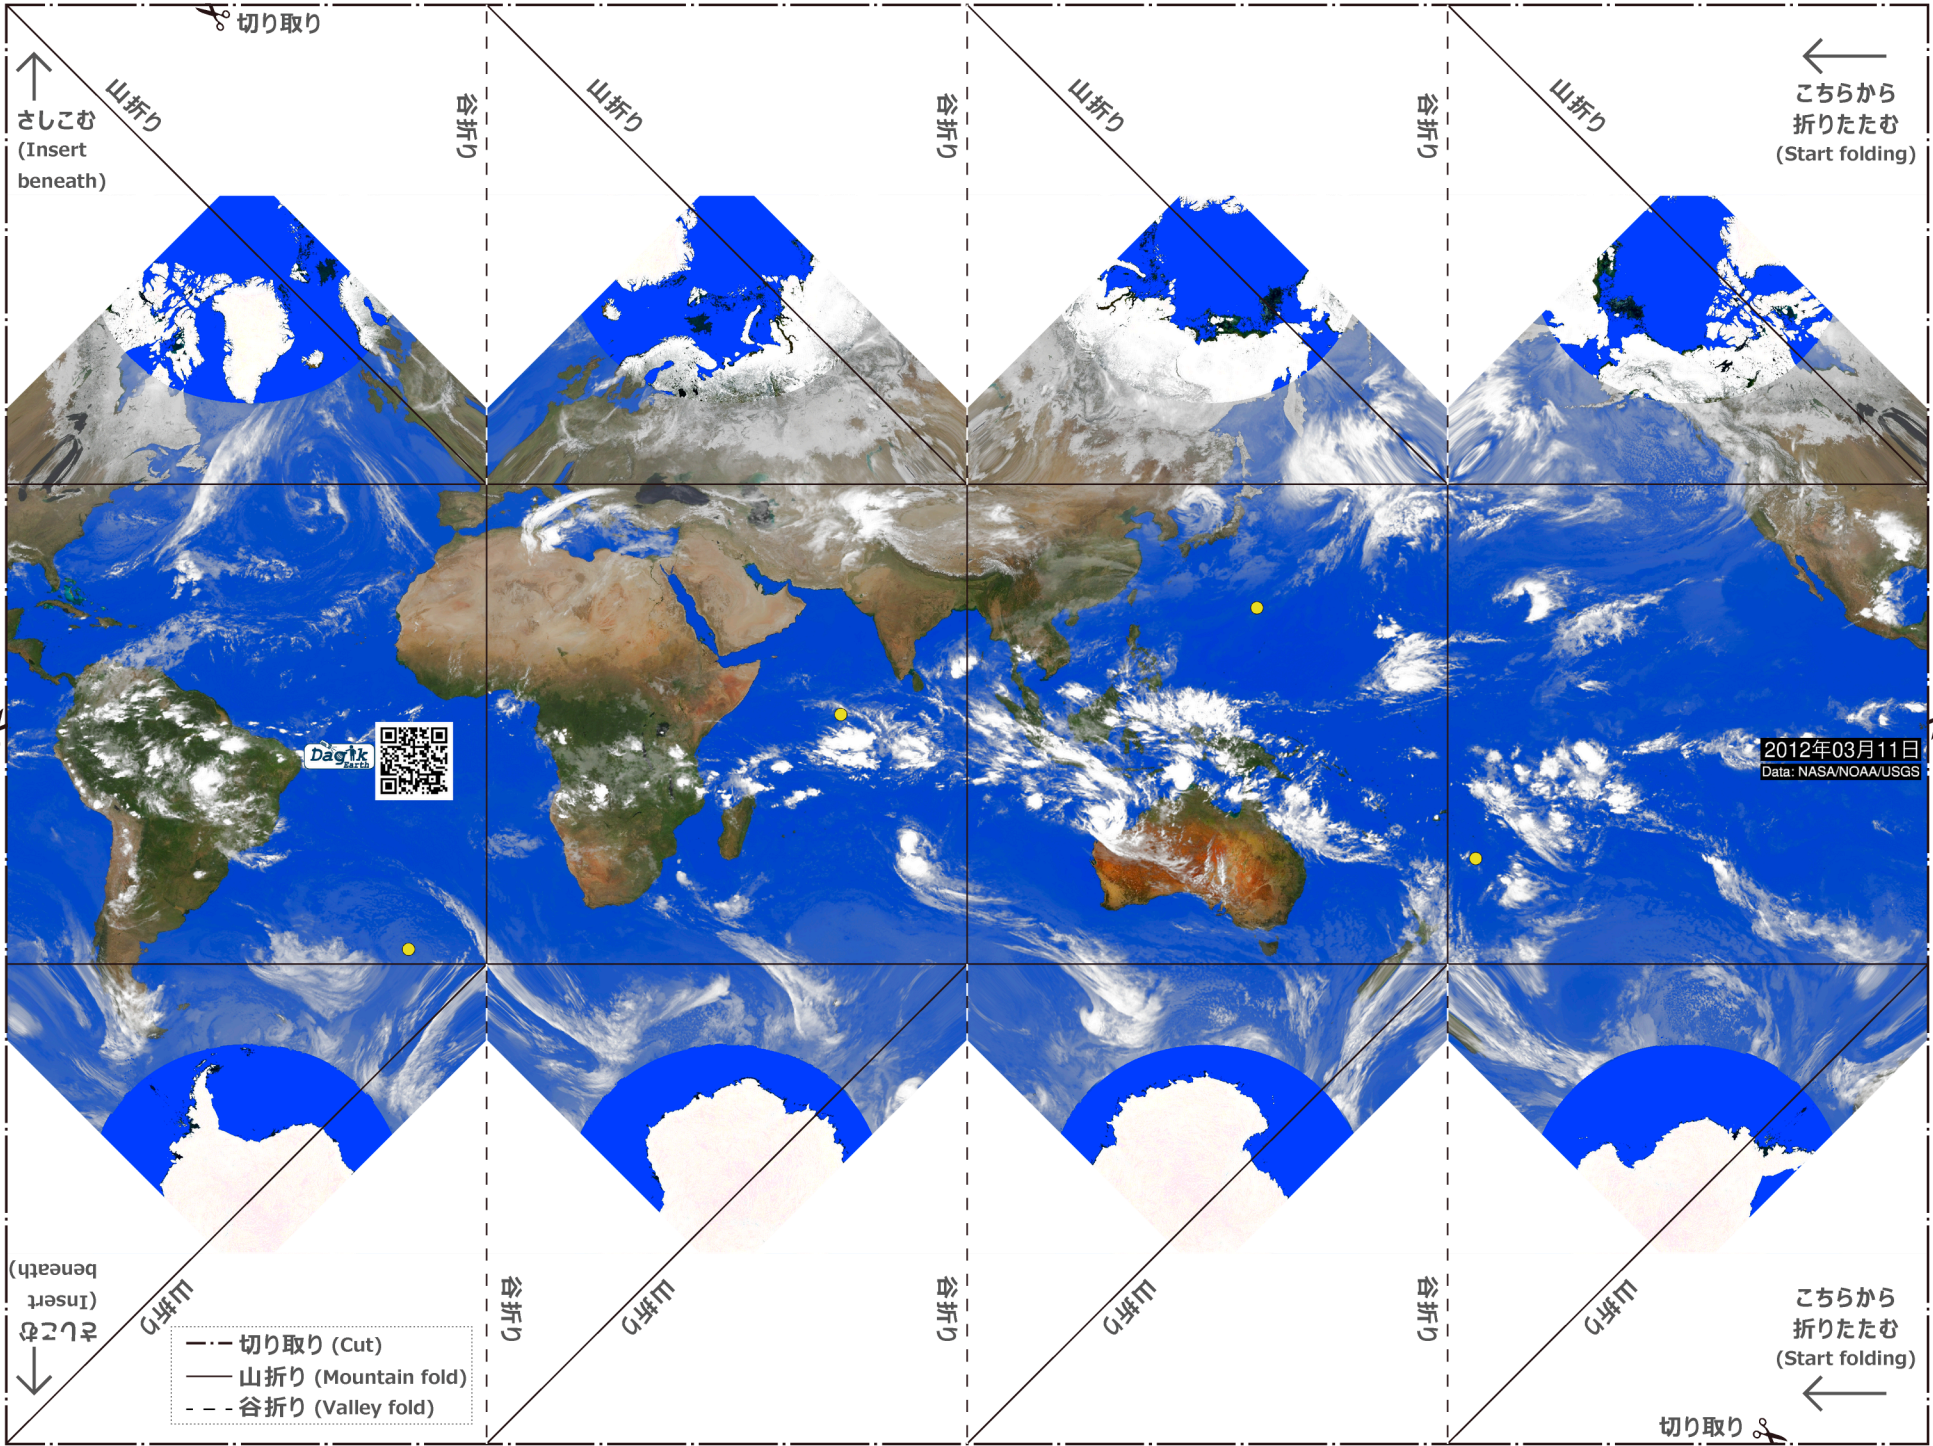 切り取り
さしこむ
(Insert
beneath)
山折り
谷折り
山折り
谷折り
山折り
谷折り
山折り
こちらから
折りたたむ
(Start folding)
Dagik
Earth
2012年03月11日
Data: NASA/NOAA/USGS
さしこむ
(Insert
beneath)
山折り
谷折り
山折り
谷折り
山折り
谷折り
山折り
こちらから
折りたたむ
(Start folding)
切り取り (Cut)
山折り (Mountain fold)
谷折り (Valley fold)
切り取り